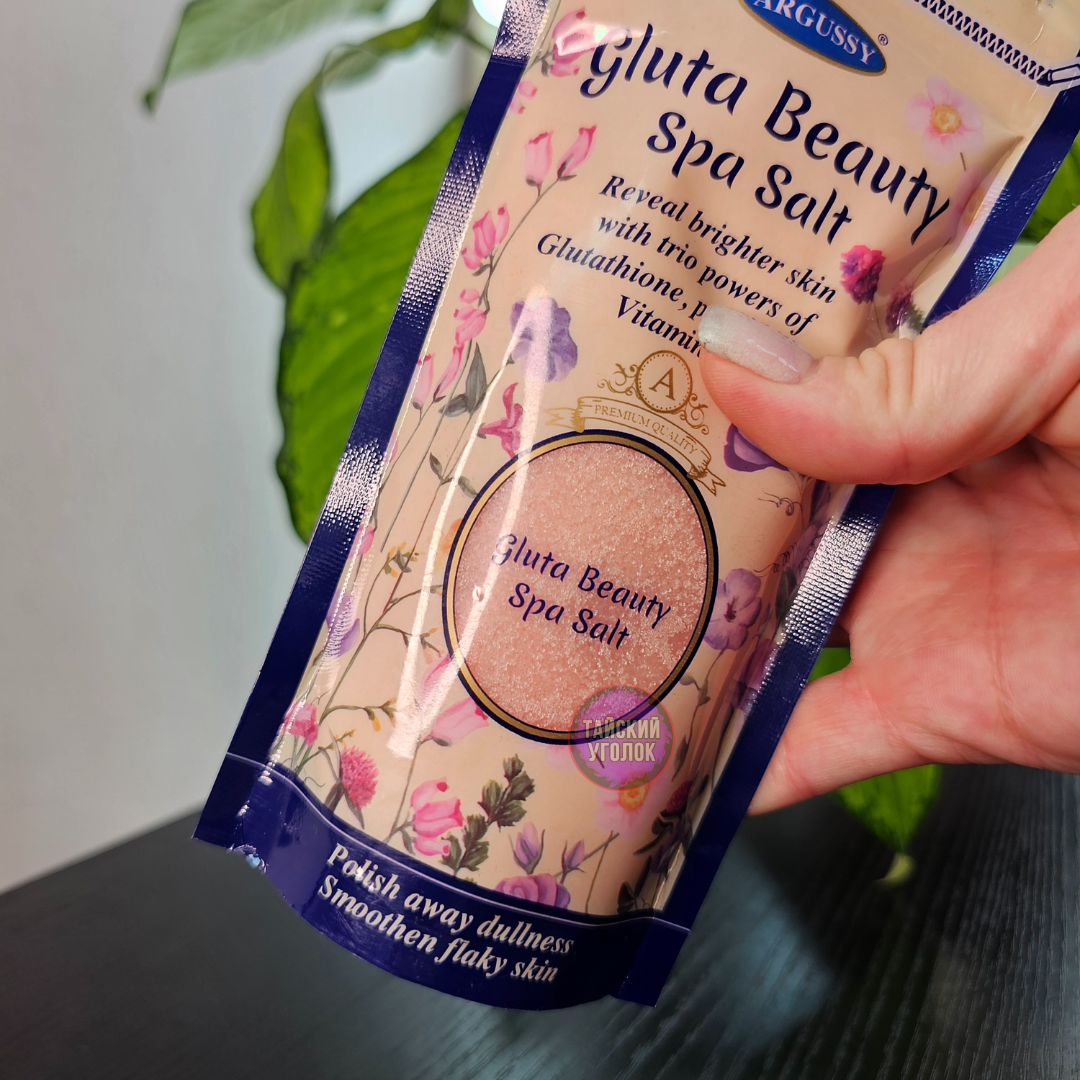 ARGUSSY
®
Gluta Beauty
Spa Salt
Reveal brighter skin
with trio powers of
Glutathione,
A
PREMIUM QUALITY
Gluta Beauty
Spa Salt
ТАЙСКИЙ
УГОЛОК
Polish away dullness
Smoothen flaky skin